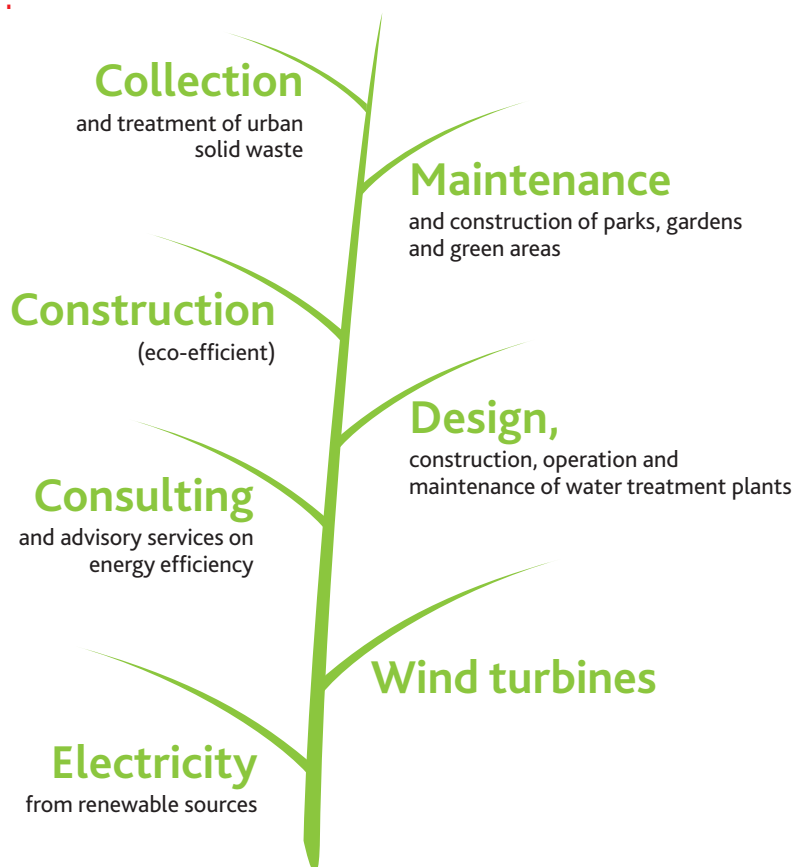 Collection
and treatment of urban
solid waste
Maintenance
and construction of parks, gardens
and green areas
Construction
(eco-efficient)
Design,
construction, operation and
maintenance of water treatment plants
Consulting
and advisory services on
energy efficiency
Wind turbines
Electricity
from renewable sources